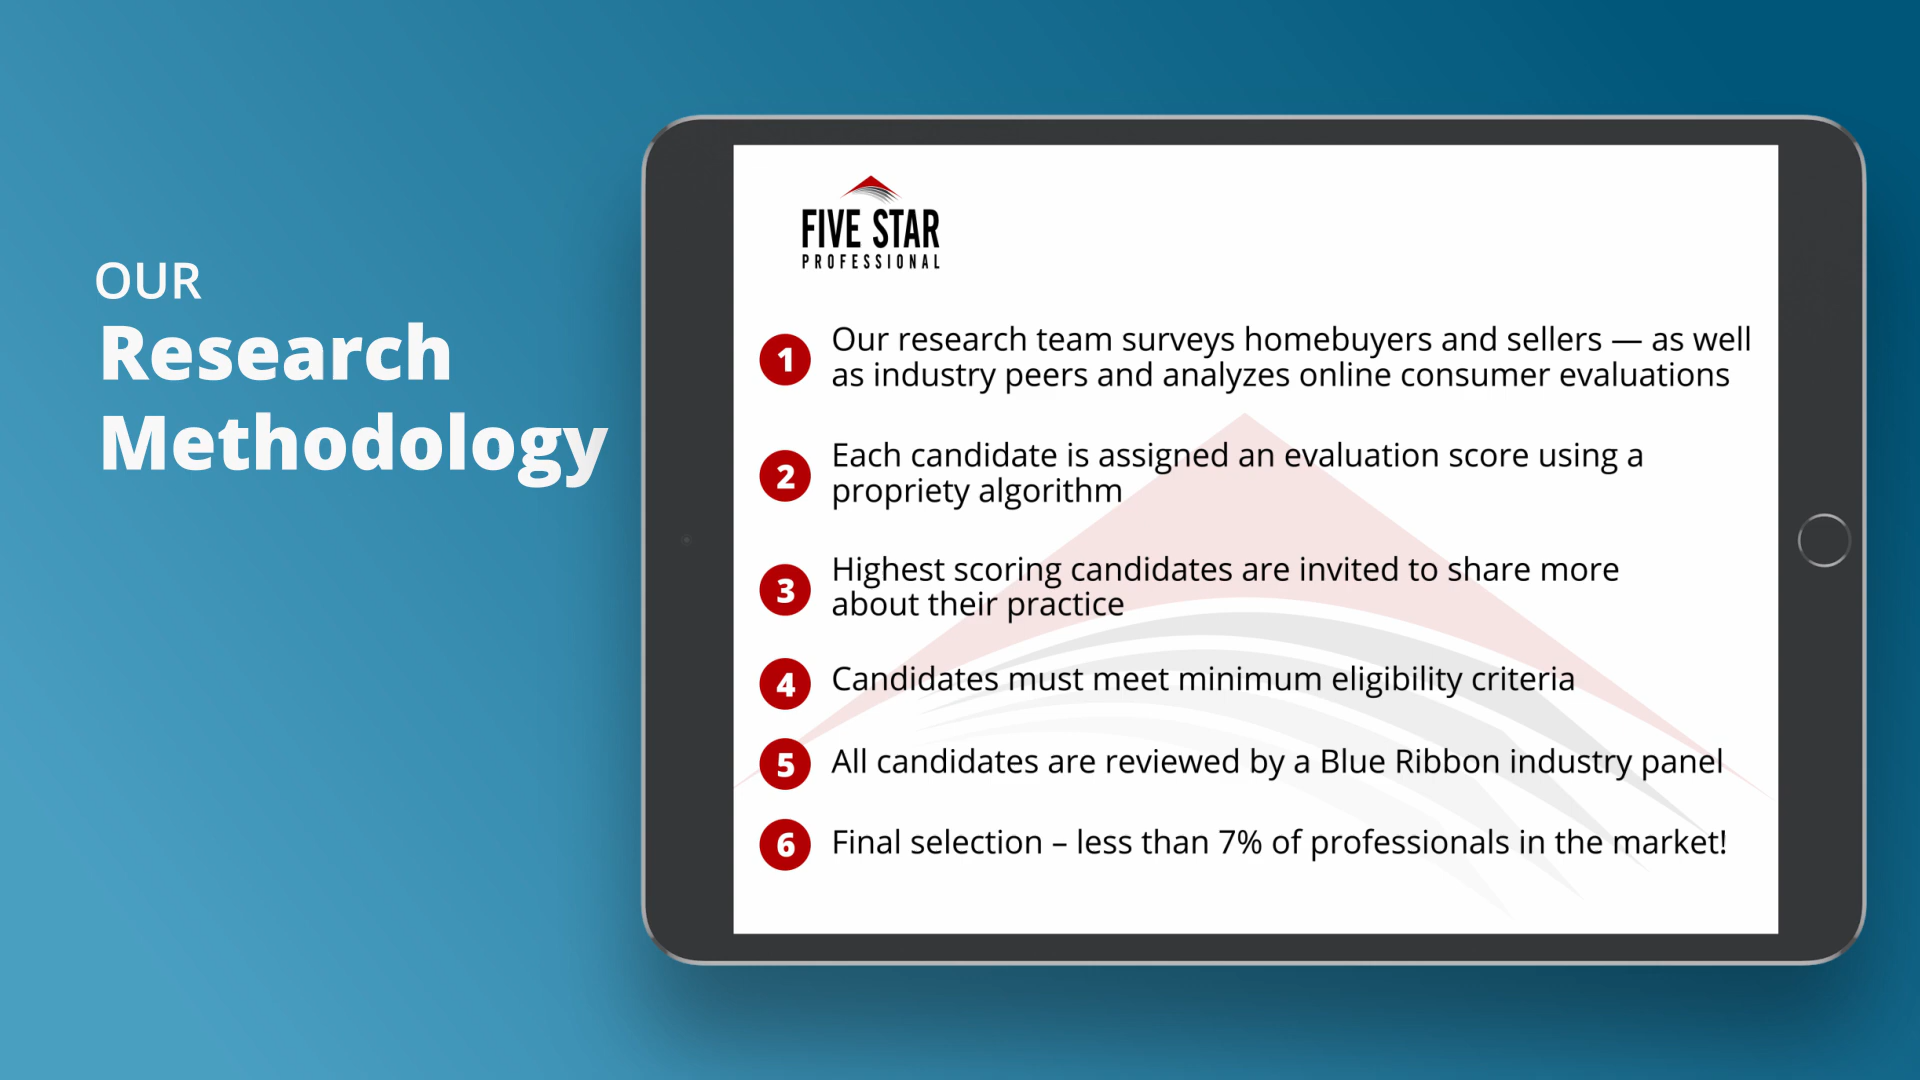 OUR
Research
Methodology
FIVE STAR
PROFESSIONAL
1 Our research team surveys homebuyers and sellers — as well
as industry peers and analyzes online consumer evaluations
2 Each candidate is assigned an evaluation score using a
propriety algorithm
3 Highest scoring candidates are invited to share more
about their practice
4 Candidates must meet minimum eligibility criteria
5 All candidates are reviewed by a Blue Ribbon industry panel
6 Final selection – less than 7% of professionals in the market!